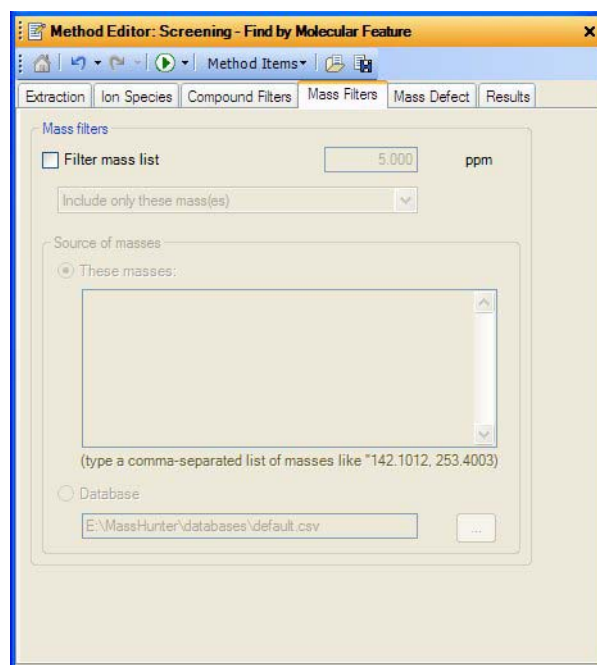 Method Editor: Screening - Find by Molecular Feature
Method Items
Extraction Ion Species Compound Filters Mass Filters Mass Defect Results
Mass filters
Filter mass list 5.000 ppm
Include only these mass(es)
Source of masses
These masses:
(type a comma-separated list of masses like "142.1012, 253.4003)
Database
E:\MassHunter\databases\default.csv ...